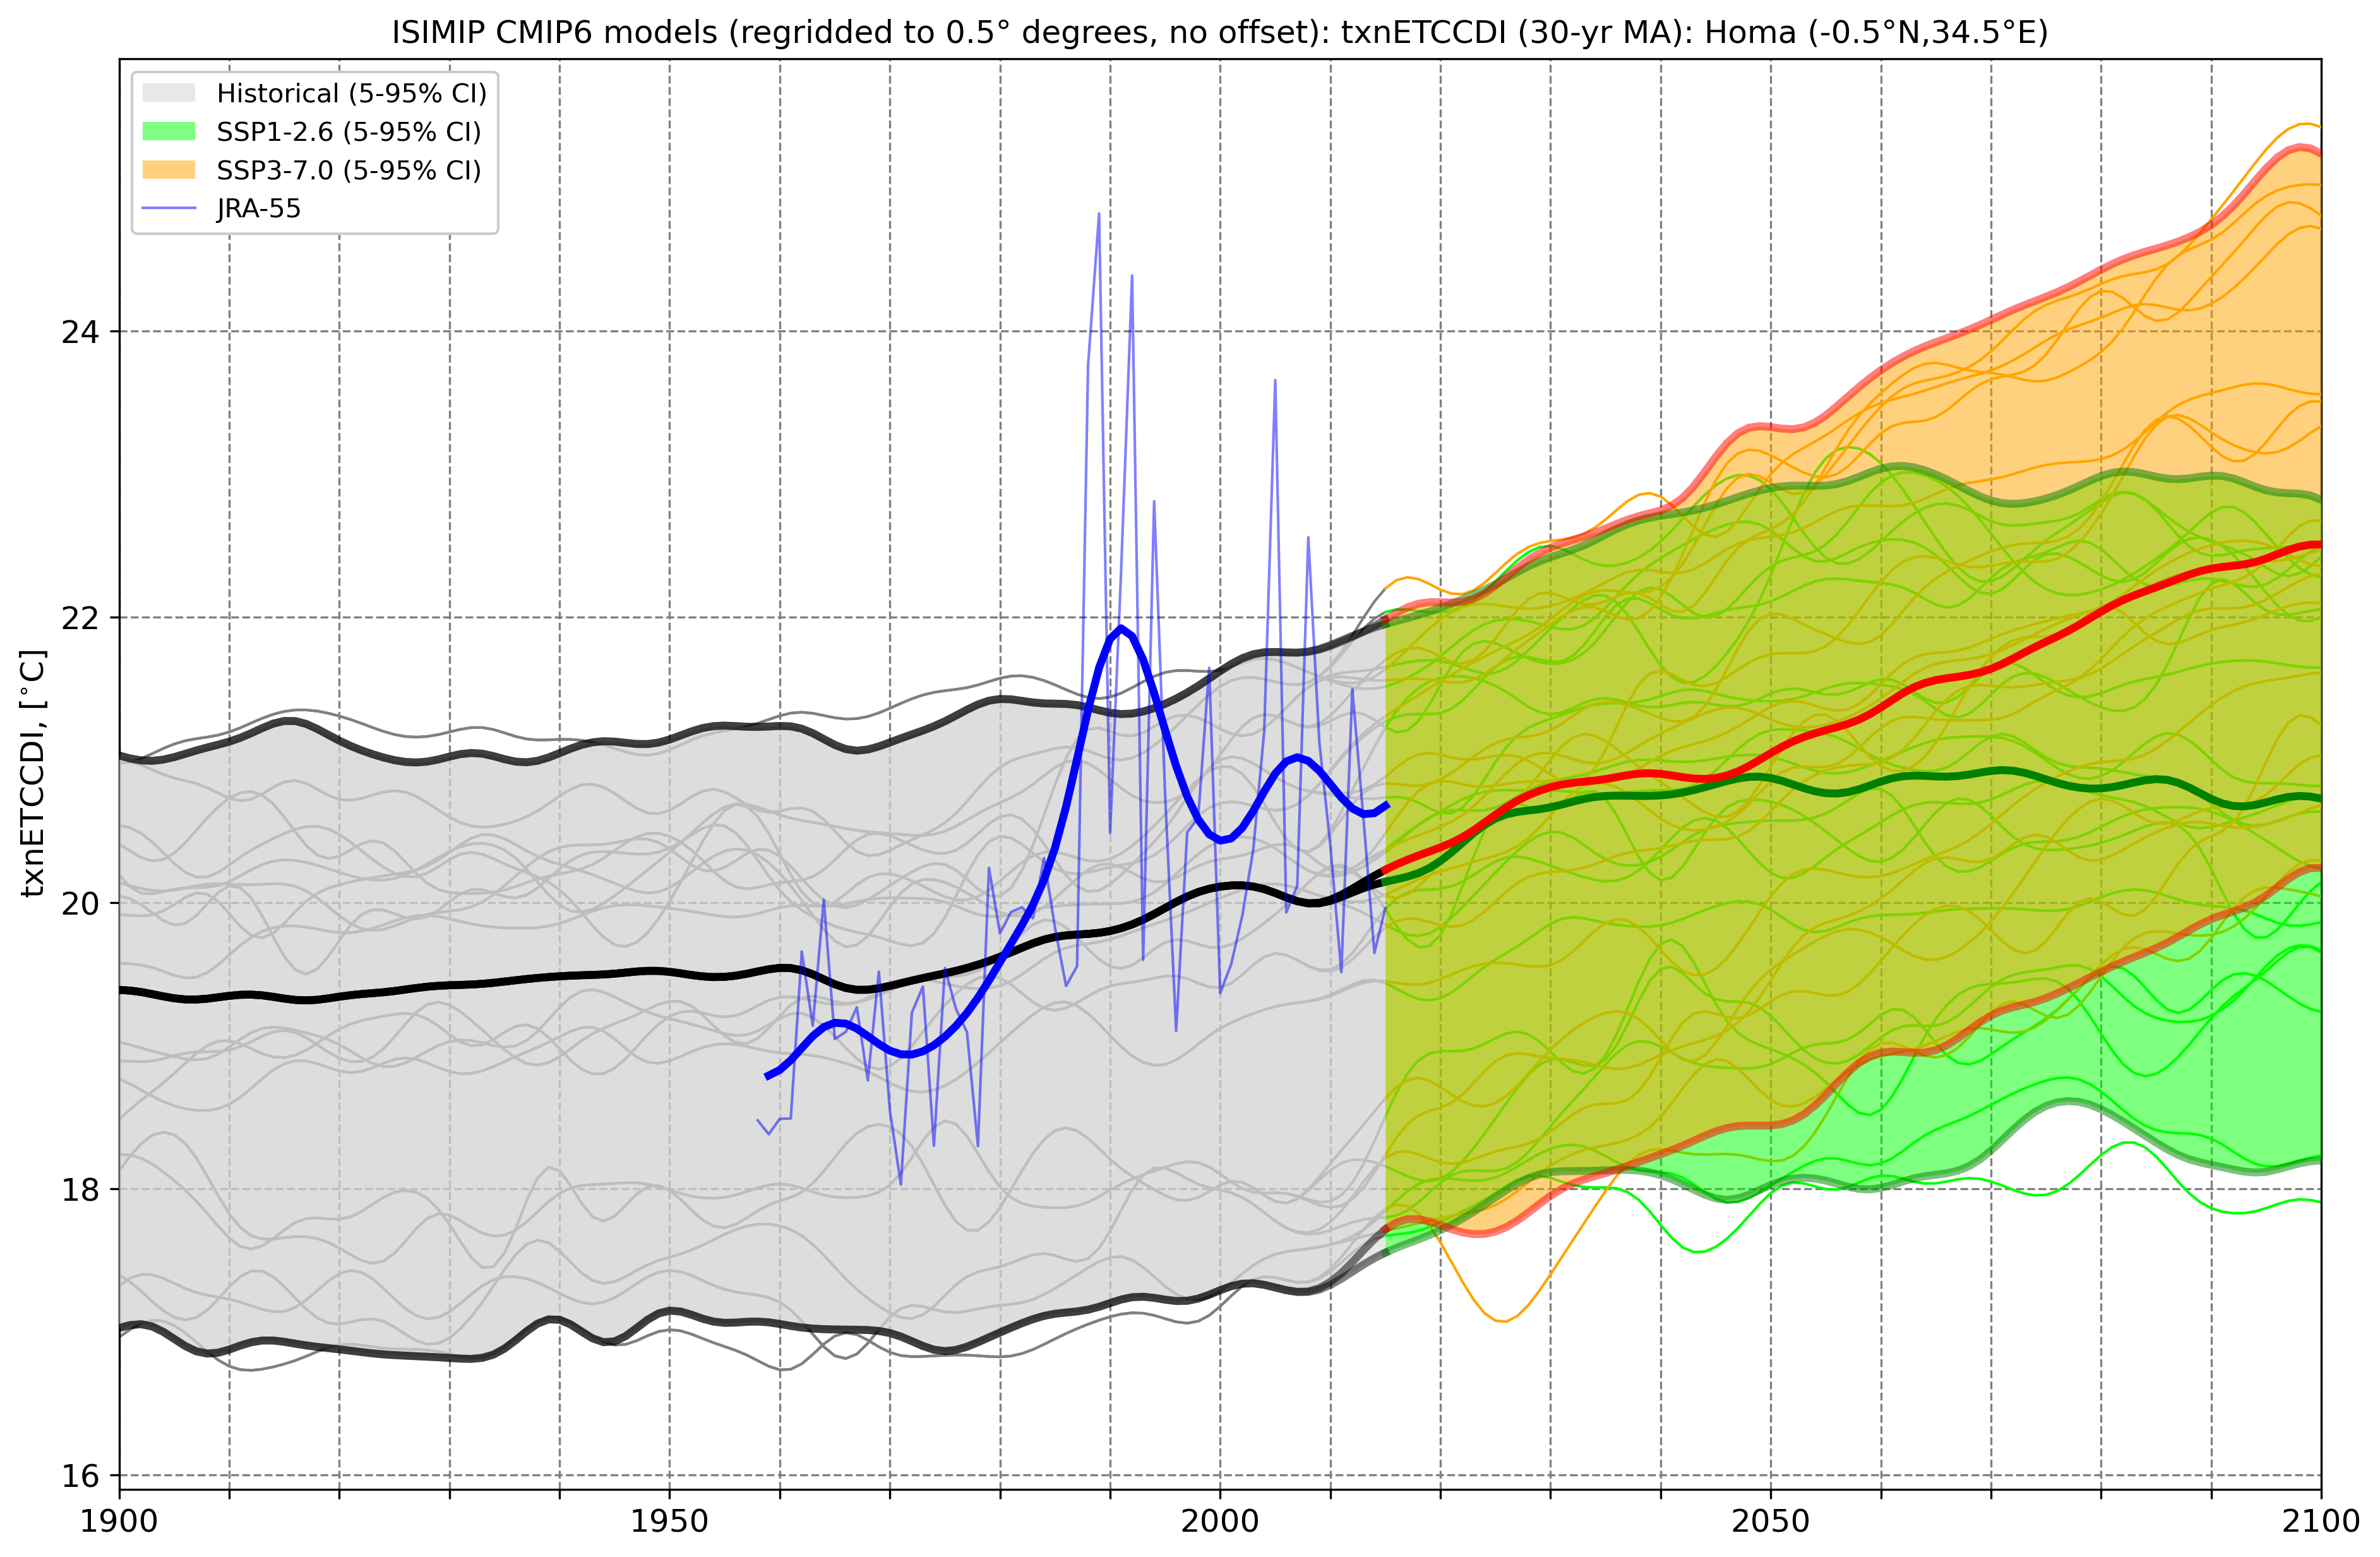 ISIMIP CMIP6 models (regridded to 0.5° degrees, no offset): txnETCCDI (30-yr MA): Homa (-0.5°N,34.5°E)
Historical (5-95% CI)
SSP1-2.6 (5-95% CI)
SSP3-7.0 (5-95% CI)
JRA-55
txnETCCDI, [°C]
24
22
20
18
16
1900
1950
2000
2050
2100